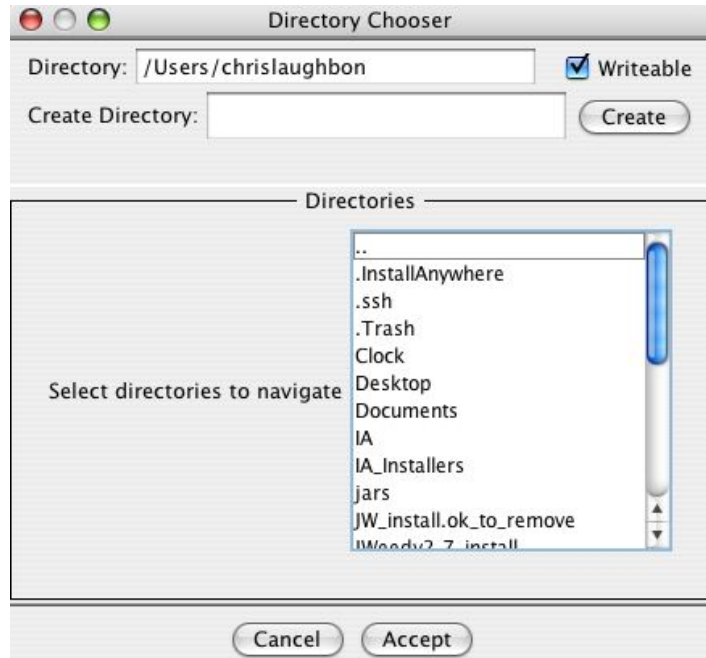 Directory Chooser
Directory: /Users/chrislaughbon Writeable
Create Directory: Create
Directories
..
.InstallAnywhere
.ssh
.Trash
Clock
Select directories to navigate
Desktop
Documents
IA
IA_Installers
jars
JW_install.ok_to_remove
Cancel Accept